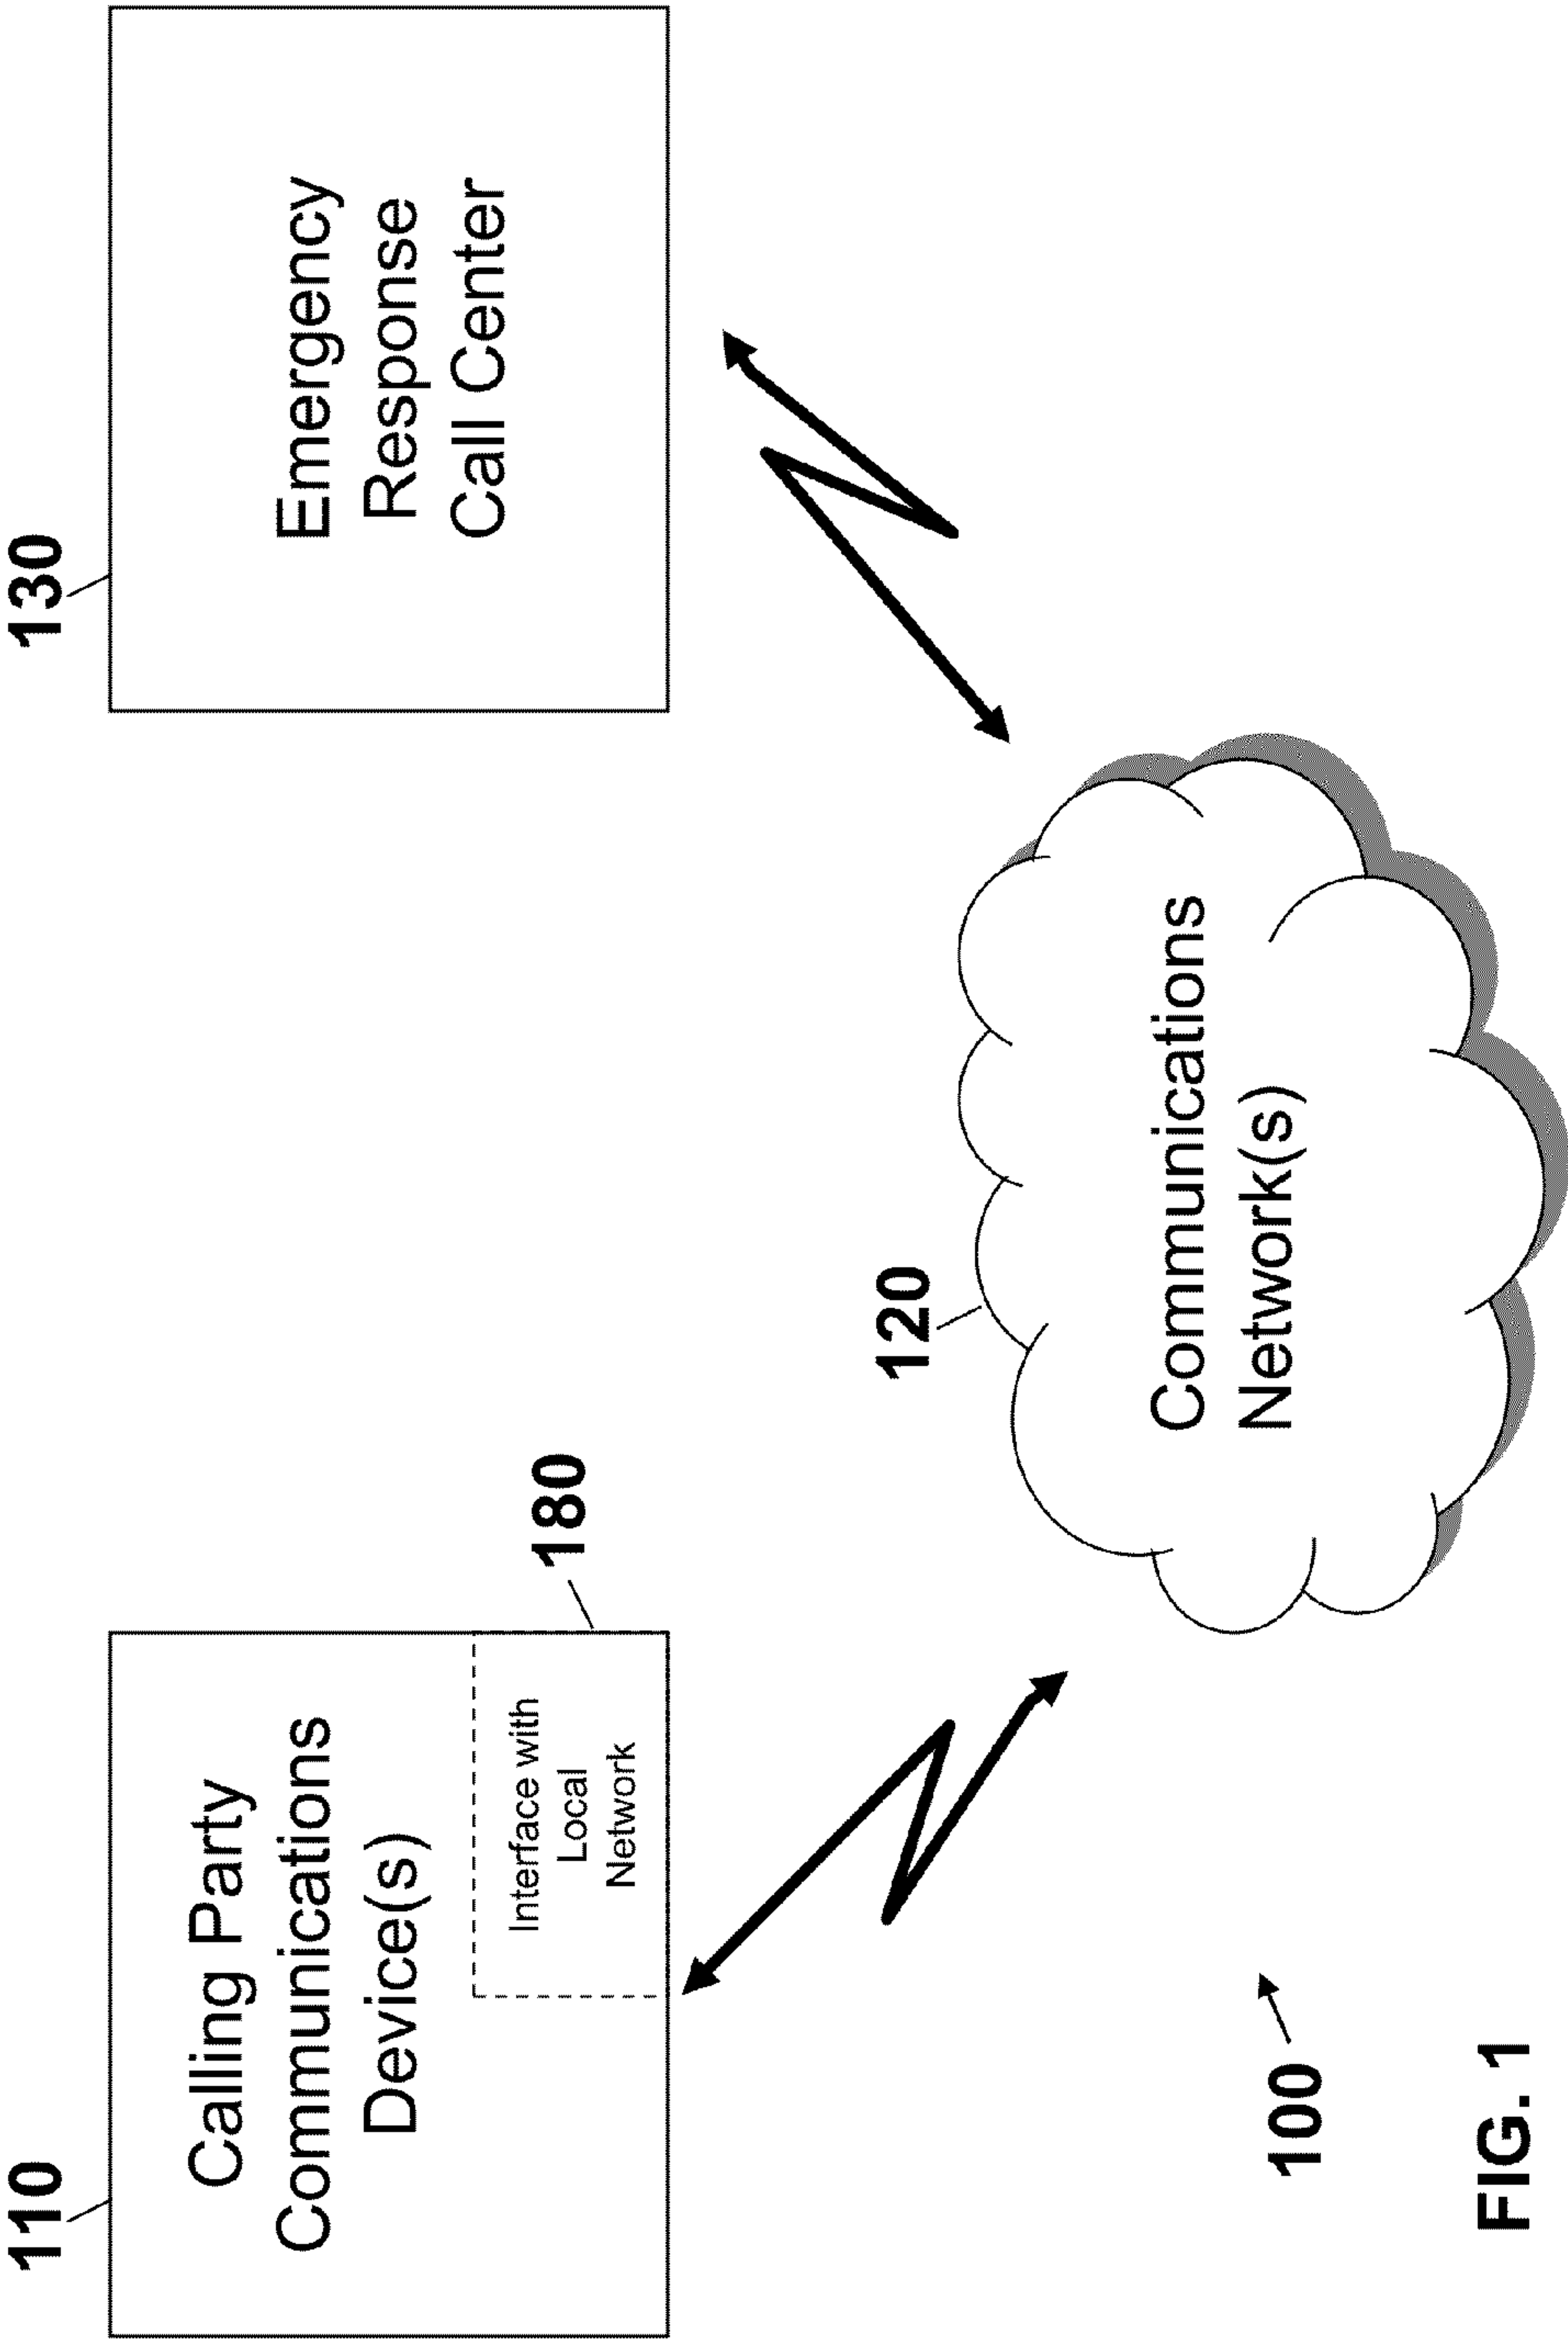 110
Calling Party
Communications
Device(s)
Interface with
Local
Network
180
130
Emergency
Response
Call Center
120
Communications
Network(s)
100
FIG. 1